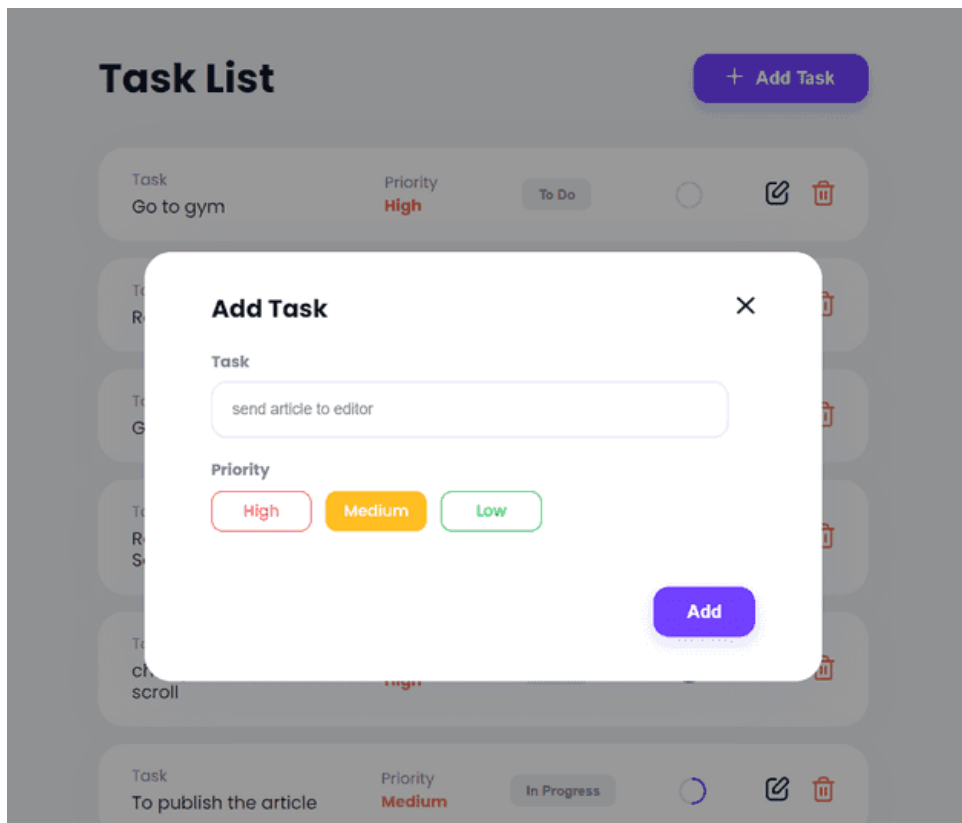 Task List
+ Add Task
Task
Priority
Go to gym
High
To Do
Add Task
Task
send article to editor
Priority
High
Medium
Low
Add
High
scroll
Task
Priority
To publish the article
Medium
In Progress